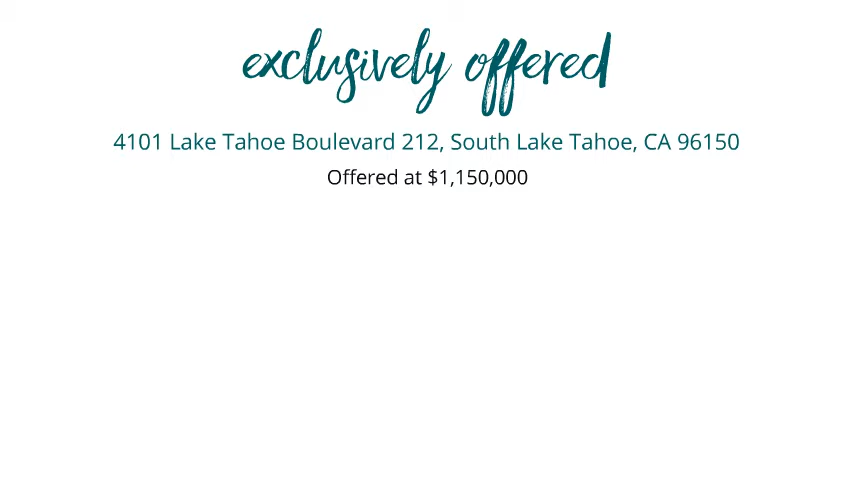 exclusively offered
4101 Lake Tahoe Boulevard 212, South Lake Tahoe, CA 96150
Offered at $1,150,000